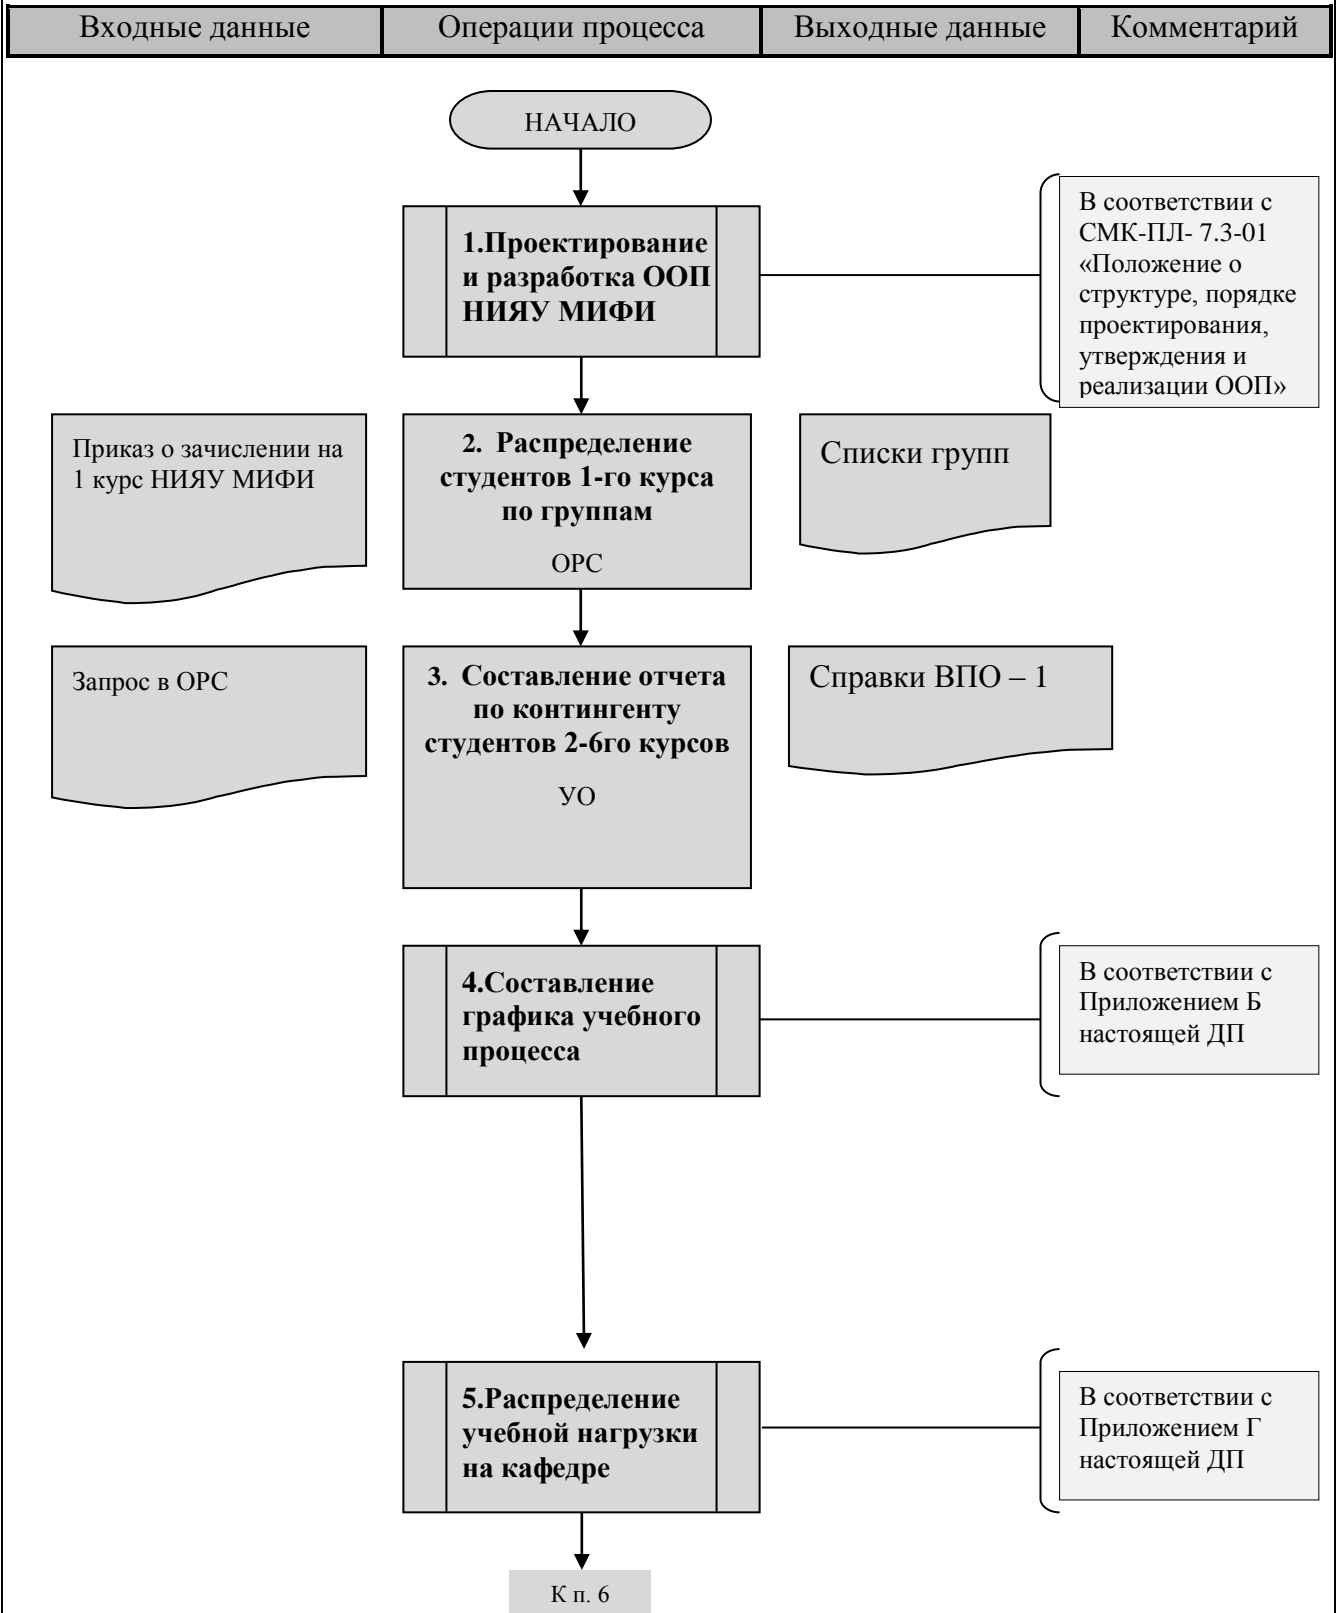 Входные данные
Операции процесса
Выходные данные
Комментарий
НАЧАЛО
1.Проектирование
и разработка ООП
НИЯУ МИФИ
В соответствии с
СМК-ПЛ- 7.3-01
«Положение о
структуре, порядке
проектирования,
утверждения и
реализации ООП»
Приказ о зачислении на
1 курс НИЯУ МИФИ
2. Распределение
студентов 1-го курса
по группам
ОРС
Списки групп
Запрос в ОРС
3. Составление отчета
по контингенту
студентов 2-6го курсов
УО
Справки ВПО – 1
4.Составление
графика учебного
процесса
В соответствии с
Приложением Б
настоящей ДП
5.Распределение
учебной нагрузки
на кафедре
В соответствии с
Приложением Г
настоящей ДП
К п. 6